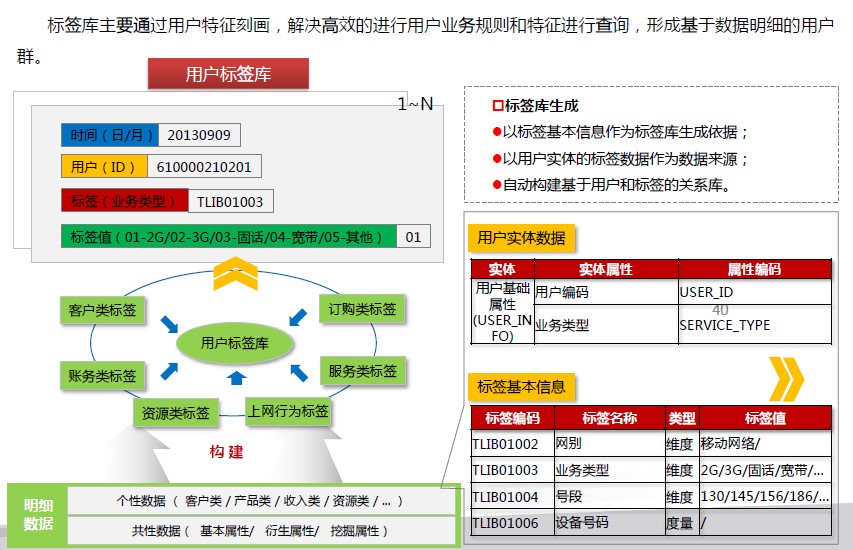 标签库主要通过用户特征刻画，解决高效的进行用户业务规则和特征进行查询，形成基于数据明细的用户
群。
用户标签库
1~N
时间（日/月） 20130909
用户（ID） 610000210201
标签（业务类型） TLIB01003
标签值（01-2G/02-3G/03-固话/04-宽带/05-其他） 01
客户类标签
订购类标签
用户标签库
账务类标签
服务类标签
资源类标签
上网行为标签
构 建
明细
数据
个性数据（ 客户类 / 产品类 / 收入类 / 资源类 / ... ）
共性数据（ 基本属性/ 衍生属性/ 挖掘属性）
标签库生成
以标签基本信息作为标签库生成依据；
以用户实体的标签数据作为数据来源；
自动构建基于用户和标签的关系库。
用户实体数据
实体 实体属性 属性编码
用户基础
属性
(USER_IN
FO)
用户编码 USER_ID
40
业务类型 SERVICE_TYPE
标签基本信息
标签编码 标签名称 类型 标签值
TLIB01002 网别 维度 移动网络/
TLIB01003 业务类型 维度 2G/3G/固话/宽带/...
TLIB01004 号段 维度 130/145/156/186/...
TLIB01006 设备号码 度量 /